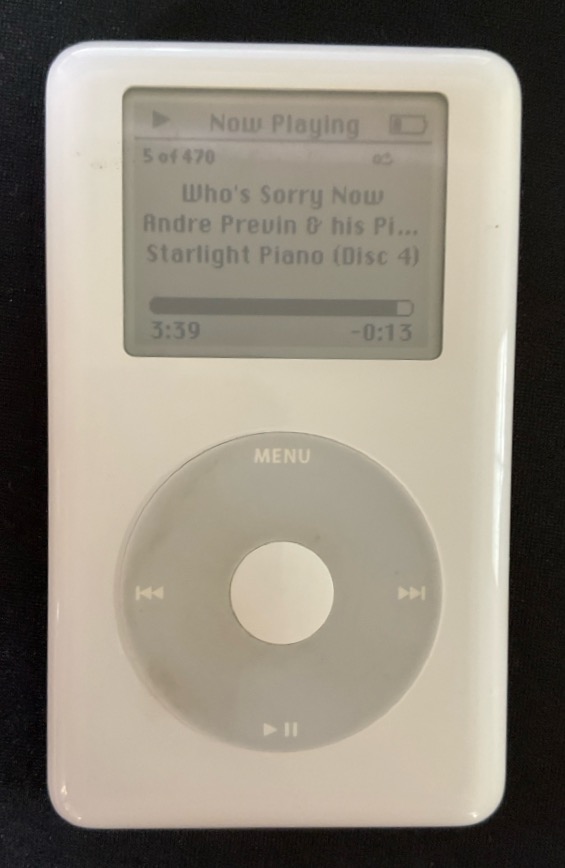 Now Playing
5 of 470
Who's Sorry Now
Andre Previn & his Pi...
Starlight Piano (Disc 4)
3:39 -0:13
MENU